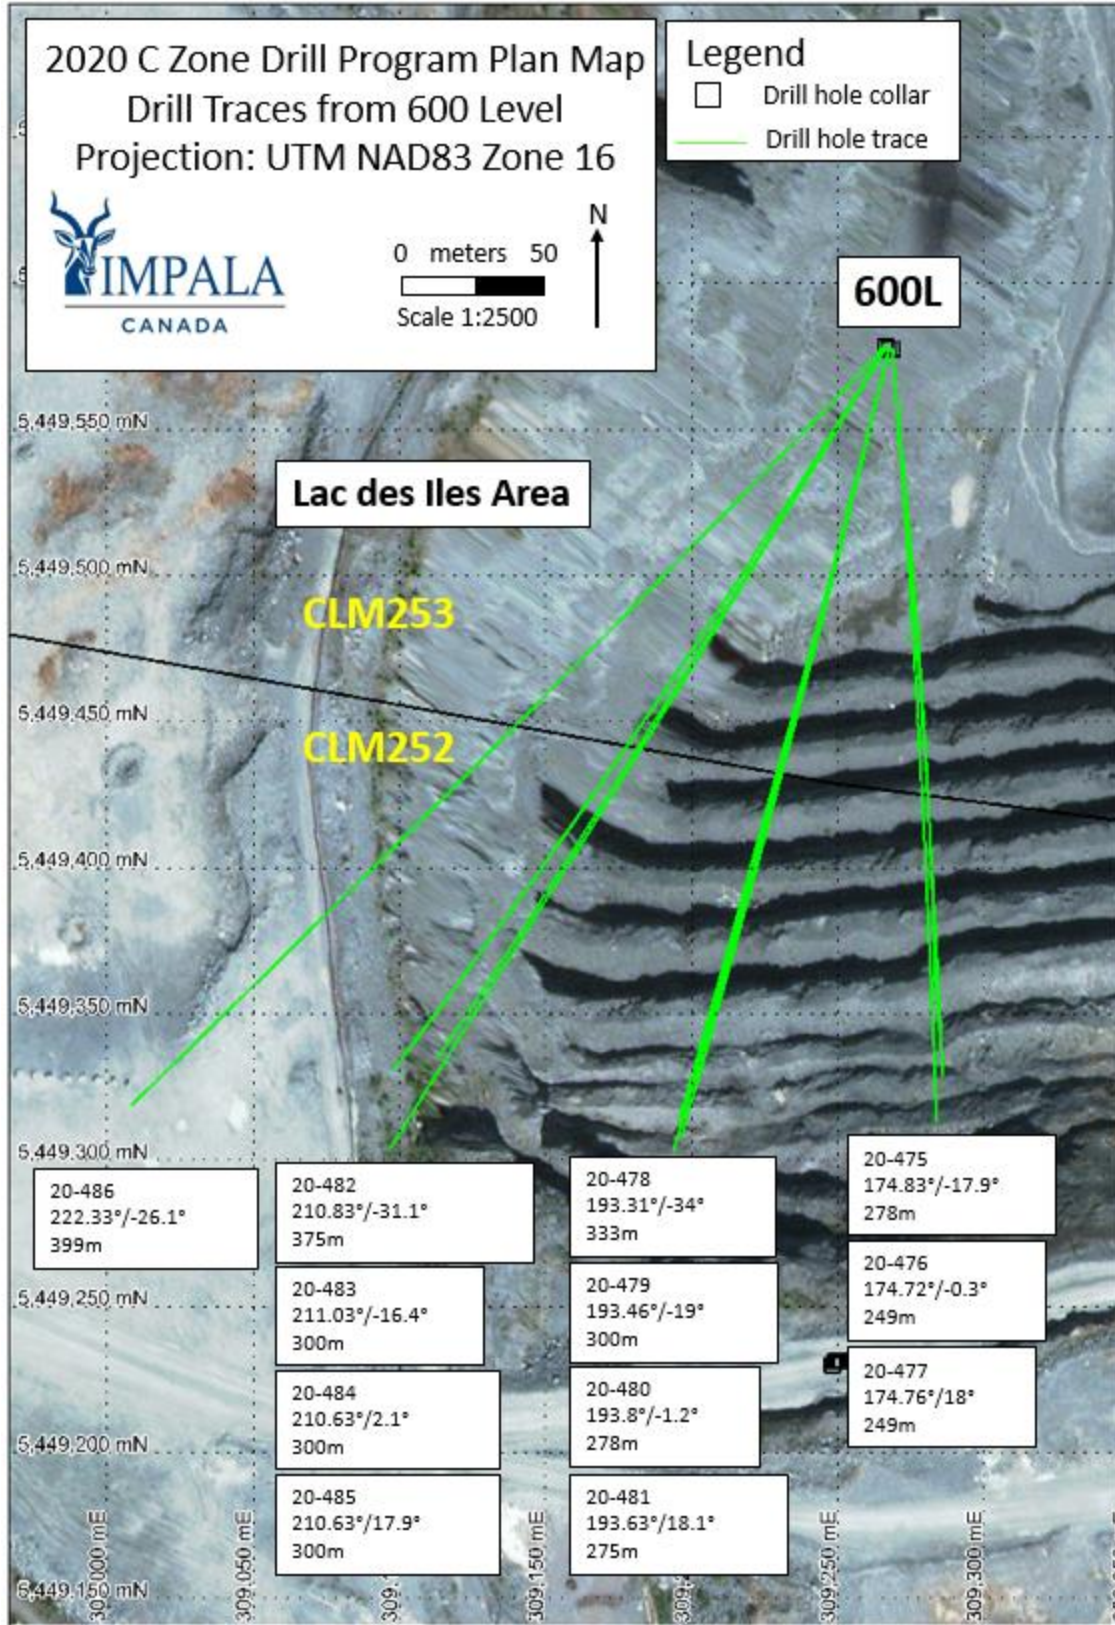 2020 C Zone Drill Program Plan Map
Drill Traces from 600 Level
Projection: UTM NAD83 Zone 16
IMPALA
CANADA
0 meters 50
Scale 1:2500
N
Legend
Drill hole collar
Drill hole trace
600L
5,449,550 mN
Lac des Iles Area
5,449,500 mN
CLM253
5,449,450 mN
CLM252
5,449,400 mN
5,449,350 mN
5,449,300 mN
20-486
222.33°/-26.1°
399m
20-482
210.83°/-31.1°
375m
20-483
211.03°/-16.4°
300m
20-484
210.63°/2.1°
300m
20-485
210.63°/17.9°
300m
20-478
193.31°/-34°
333m
20-479
193.46°/-19°
300m
20-480
193.8°/-1.2°
278m
20-481
193.63°/18.1°
275m
20-475
174.83°/-17.9°
278m
20-476
174.72°/-0.3°
249m
20-477
174.76°/18°
249m
5,449,250 mN
5,449,200 mN
5,449,150 mN
309,000 mE
309,050 mE
309,150 mE
309,250 mE
309,300 mE